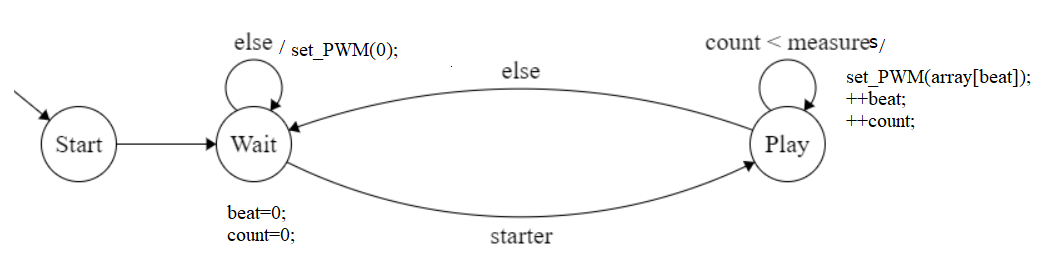 else / set_PWM(0);
else
count < measures/
set_PWM(array[beat]);
++beat;
++count;
Start
Wait
Play
beat=0;
count=0;
starter